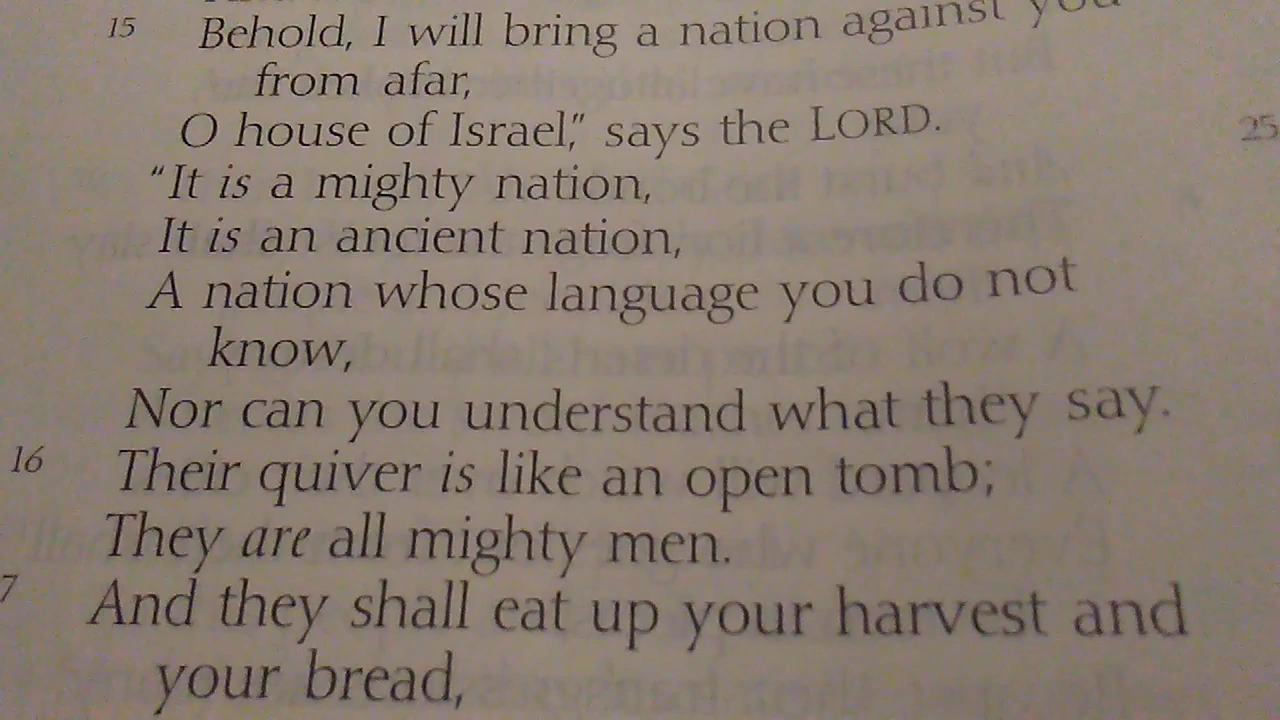 15 Behold, I will bring a nation against you
from afar,
O house of Israel," says the LORD.
"It is a mighty nation,
It is an ancient nation,
A nation whose language you do not
know,
Nor can you understand what they say.
16 Their quiver is like an open tomb;
They are all mighty men.
7 And they shall eat up your harvest and
your bread,
25